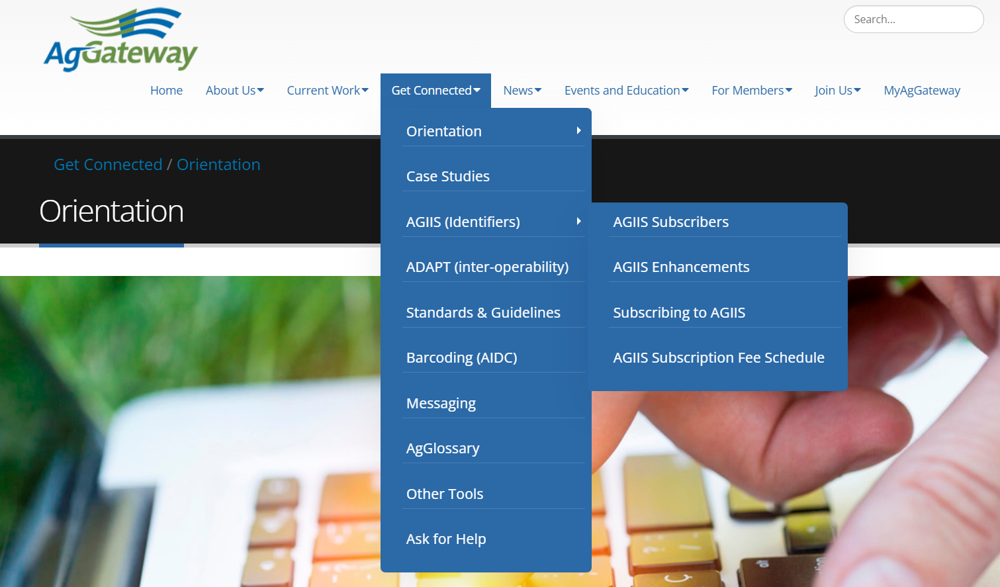 AgGateway
Search...
Home About Us Current Work Get Connected News Events and Education For Members Join Us MyAgGateway
Get Connected / Orientation
Orientation
Orientation
Case Studies
AGIIS (Identifiers)
ADAPT (inter-operability)
Standards & Guidelines
Barcoding (AIDC)
Messaging
AgGlossary
Other Tools
Ask for Help
AGIIS Subscribers
AGIIS Enhancements
Subscribing to AGIIS
AGIIS Subscription Fee Schedule